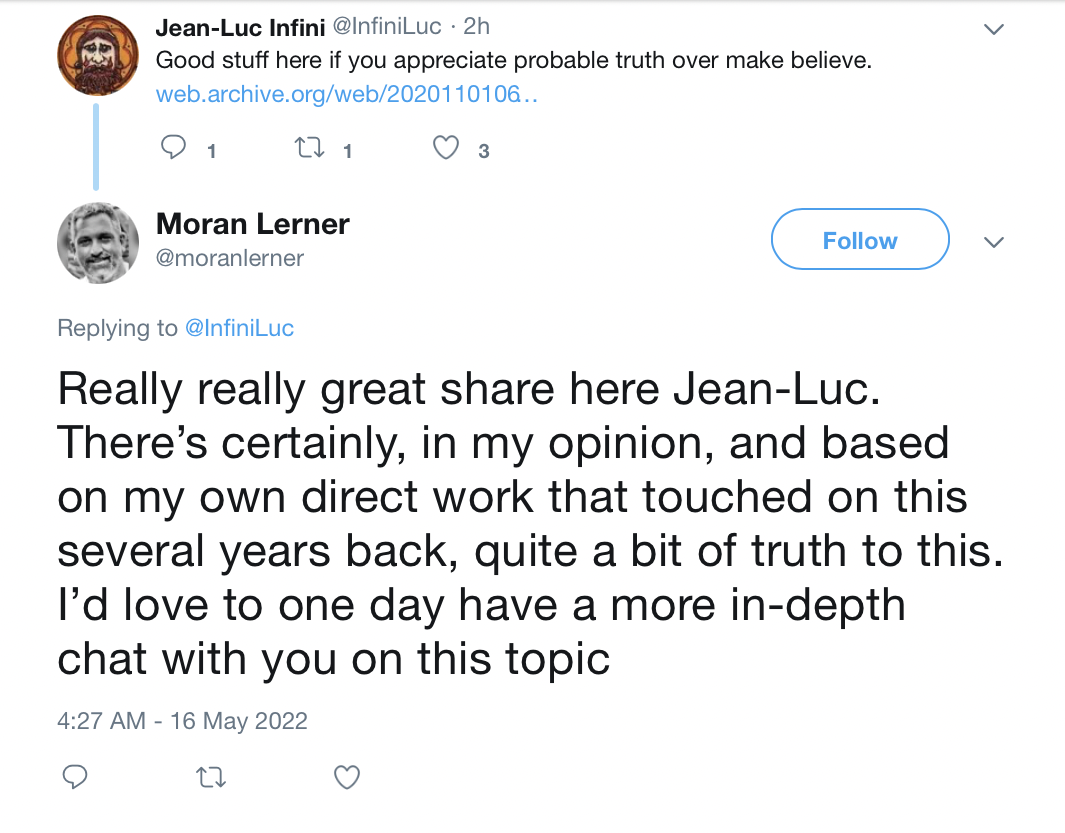 Jean-Luc Infini @InfiniLuc · 2h
Good stuff here if you appreciate probable truth over make believe.
web.archive.org/web/2020110106…
1 1 3
Moran Lerner
@moranlerner
Follow
Replying to @InfiniLuc
Really really great share here Jean-Luc.
There’s certainly, in my opinion, and based
on my own direct work that touched on this
several years back, quite a bit of truth to this.
I’d love to one day have a more in-depth
chat with you on this topic
4:27 AM - 16 May 2022